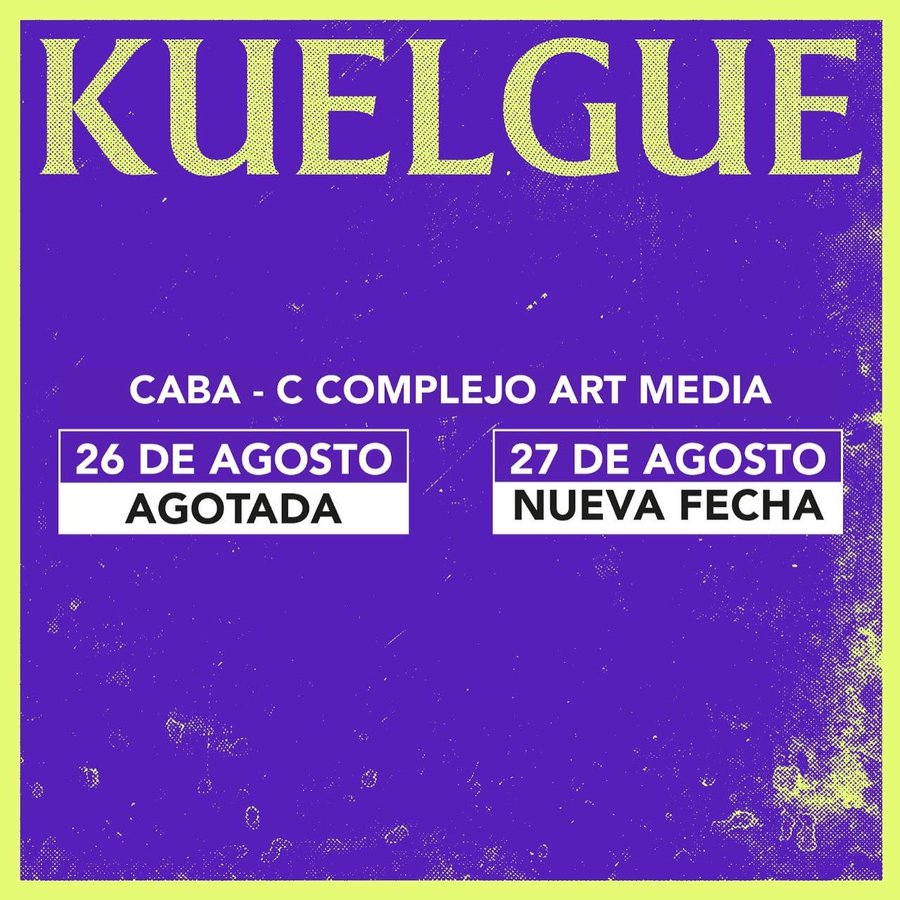 KUELGUE
CABA - C COMPLEJO ART MEDIA
26 DE AGOSTO
AGOTADA
27 DE AGOSTO
NUEVA FECHA